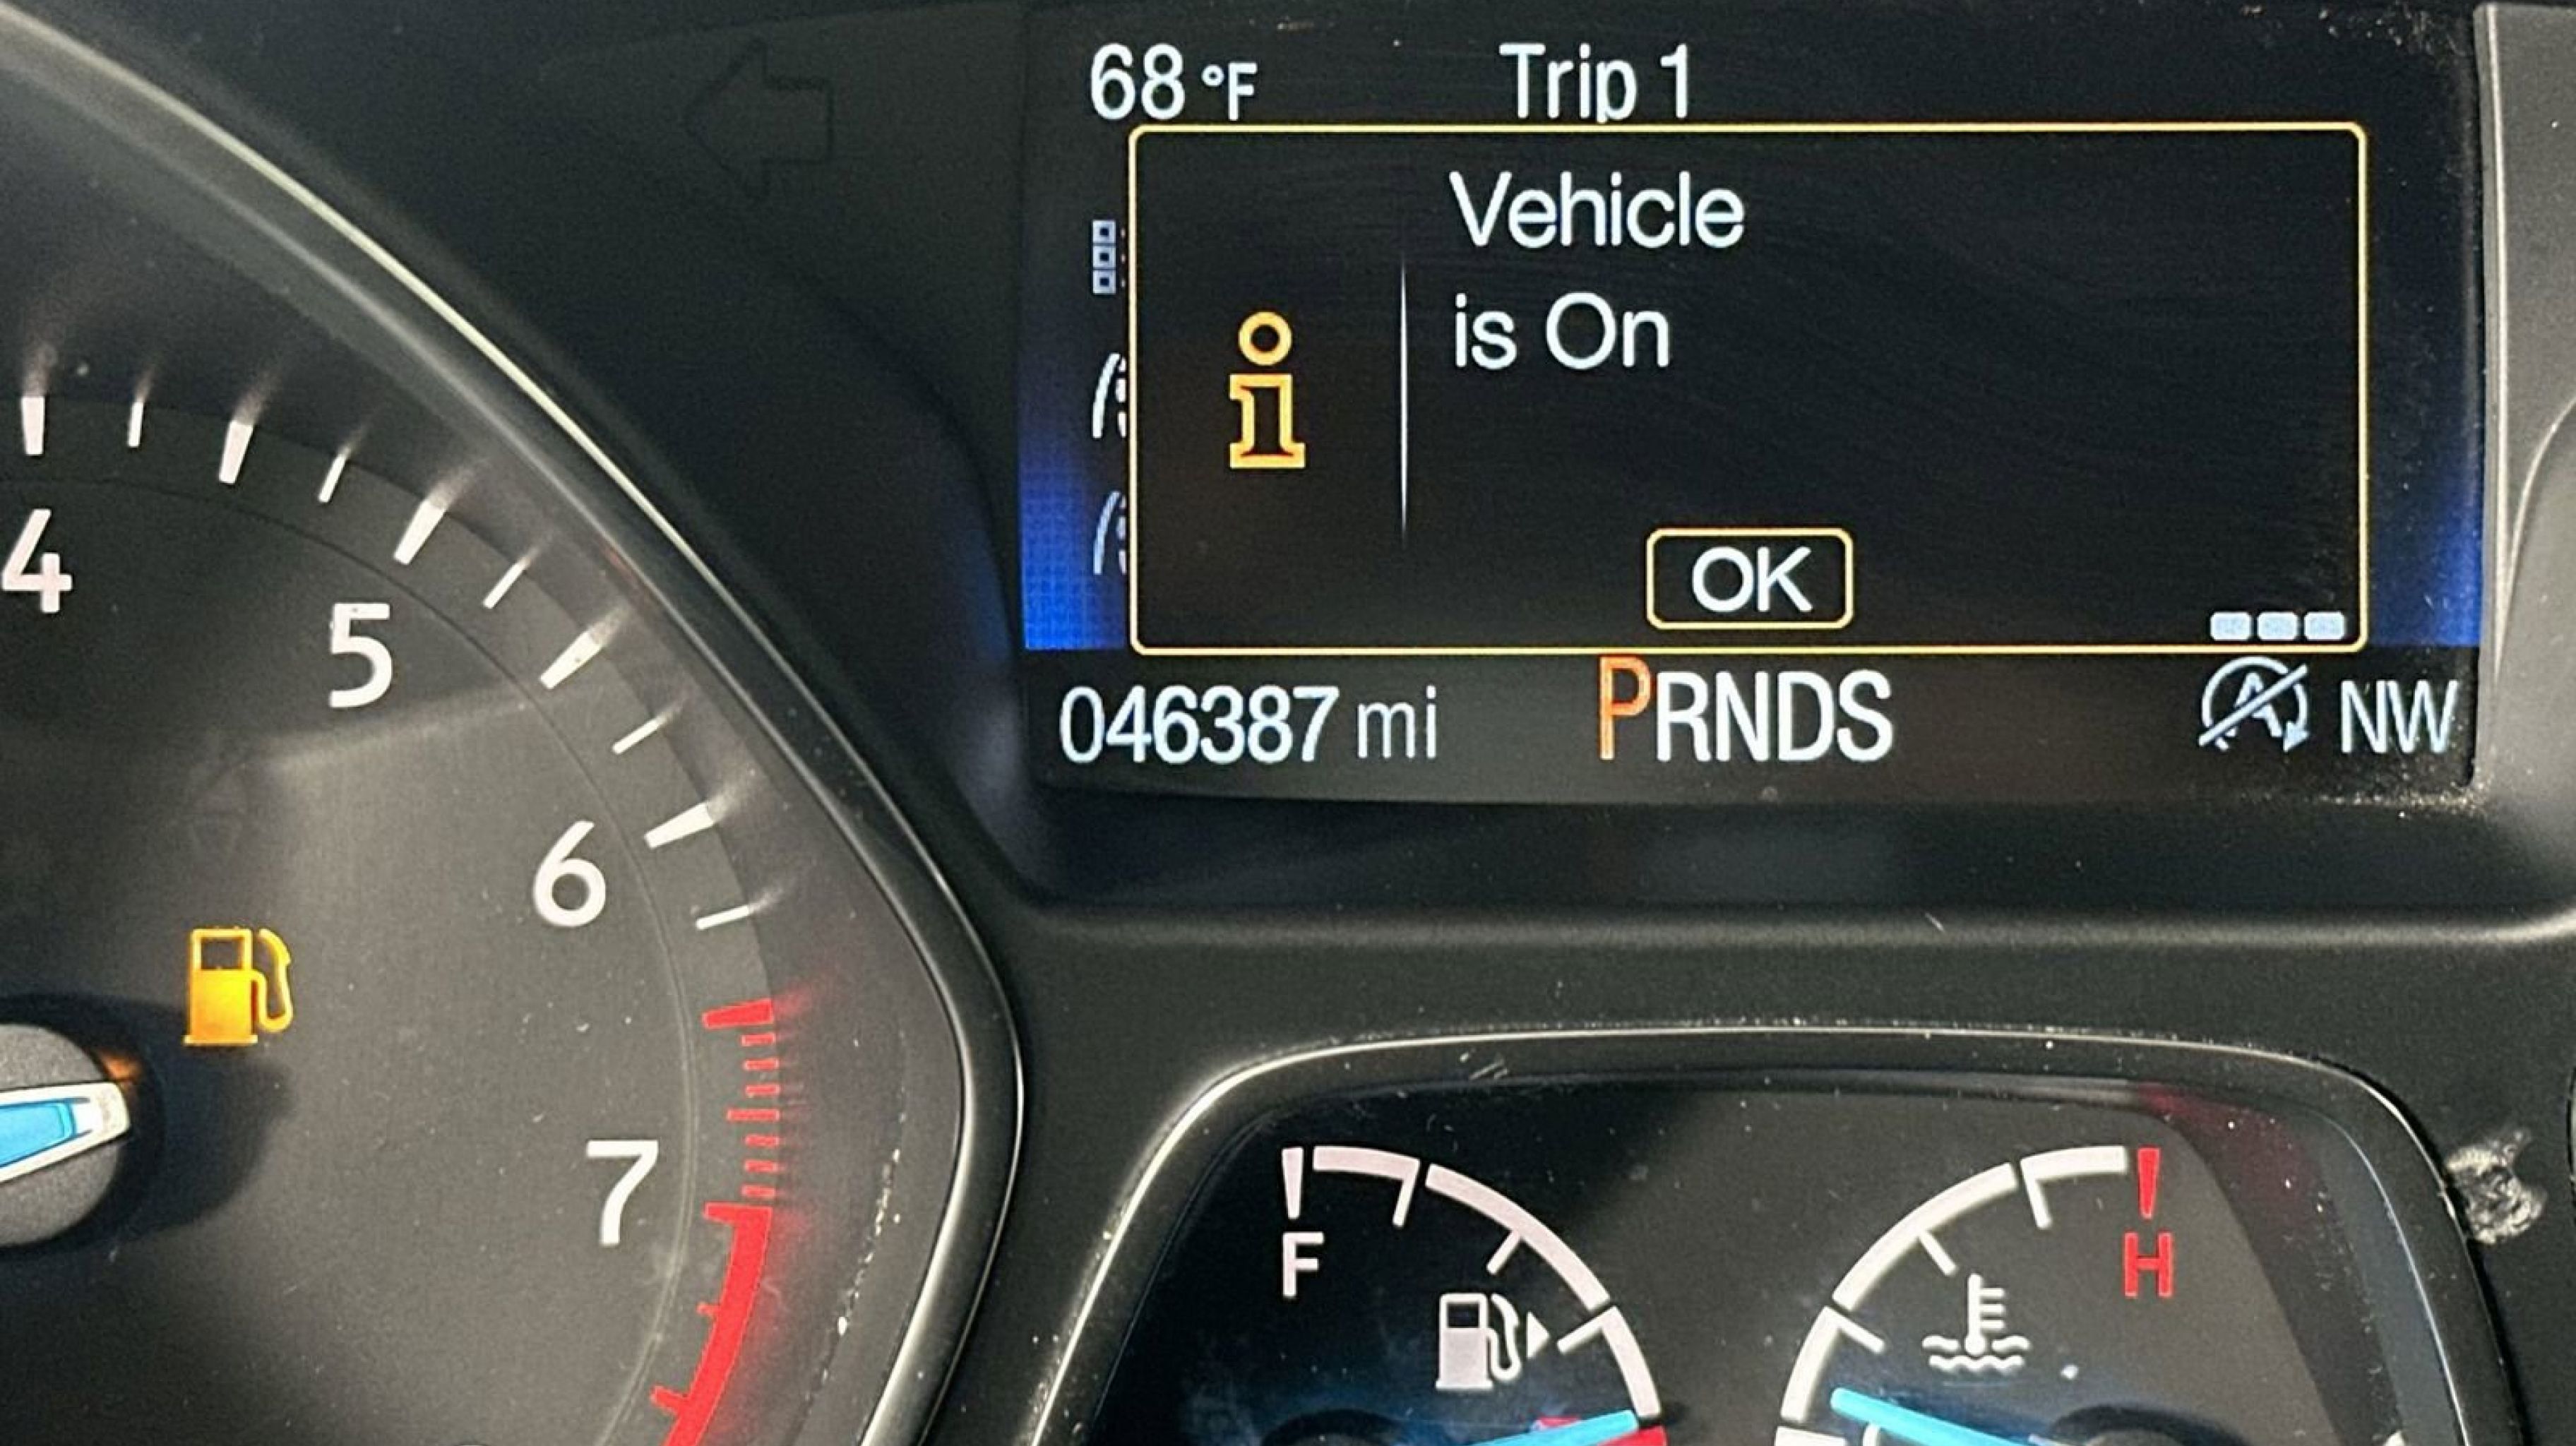 68 °F Trip 1
Vehicle
is On
OK
046387 mi PRNDS NW
4
5
6
7
F
H